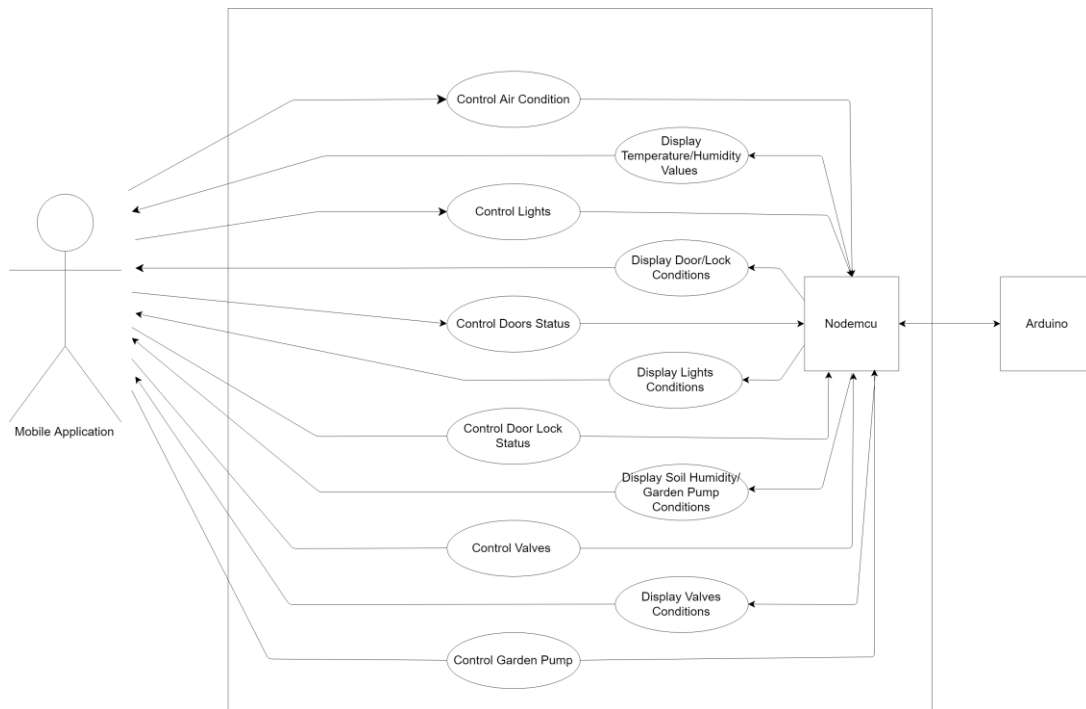 Control Air Condition
Display
Temperature/Humidity
Values
Control Lights
Display Door/Lock
Conditions
Control Doors Status
Nodemcu
Arduino
Display Lights
Conditions
Mobile Application
Control Door Lock
Status
Display Soil Humidity/
Garden Pump
Conditions
Control Valves
Display Valves
Conditions
Control Garden Pump